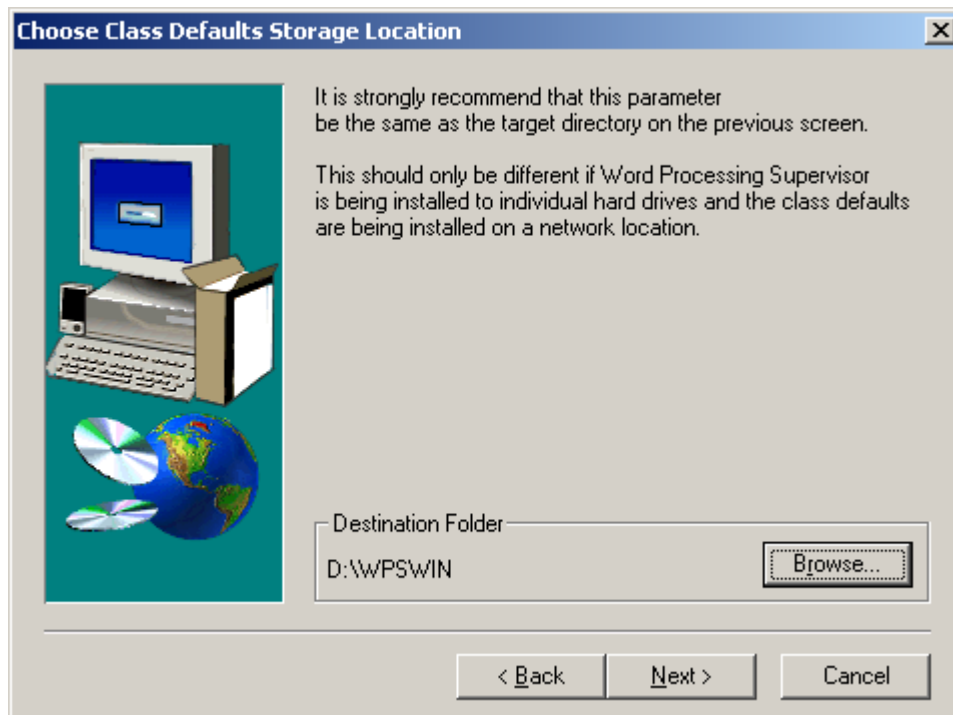 Choose Class Defaults Storage Location
It is strongly recommend that this parameter
be the same as the target directory on the previous screen.
This should only be different if Word Processing Supervisor
is being installed to individual hard drives and the class defaults
are being installed on a network location.
Destination Folder
D:\WPSWIN
Browse...
< Back
Next >
Cancel